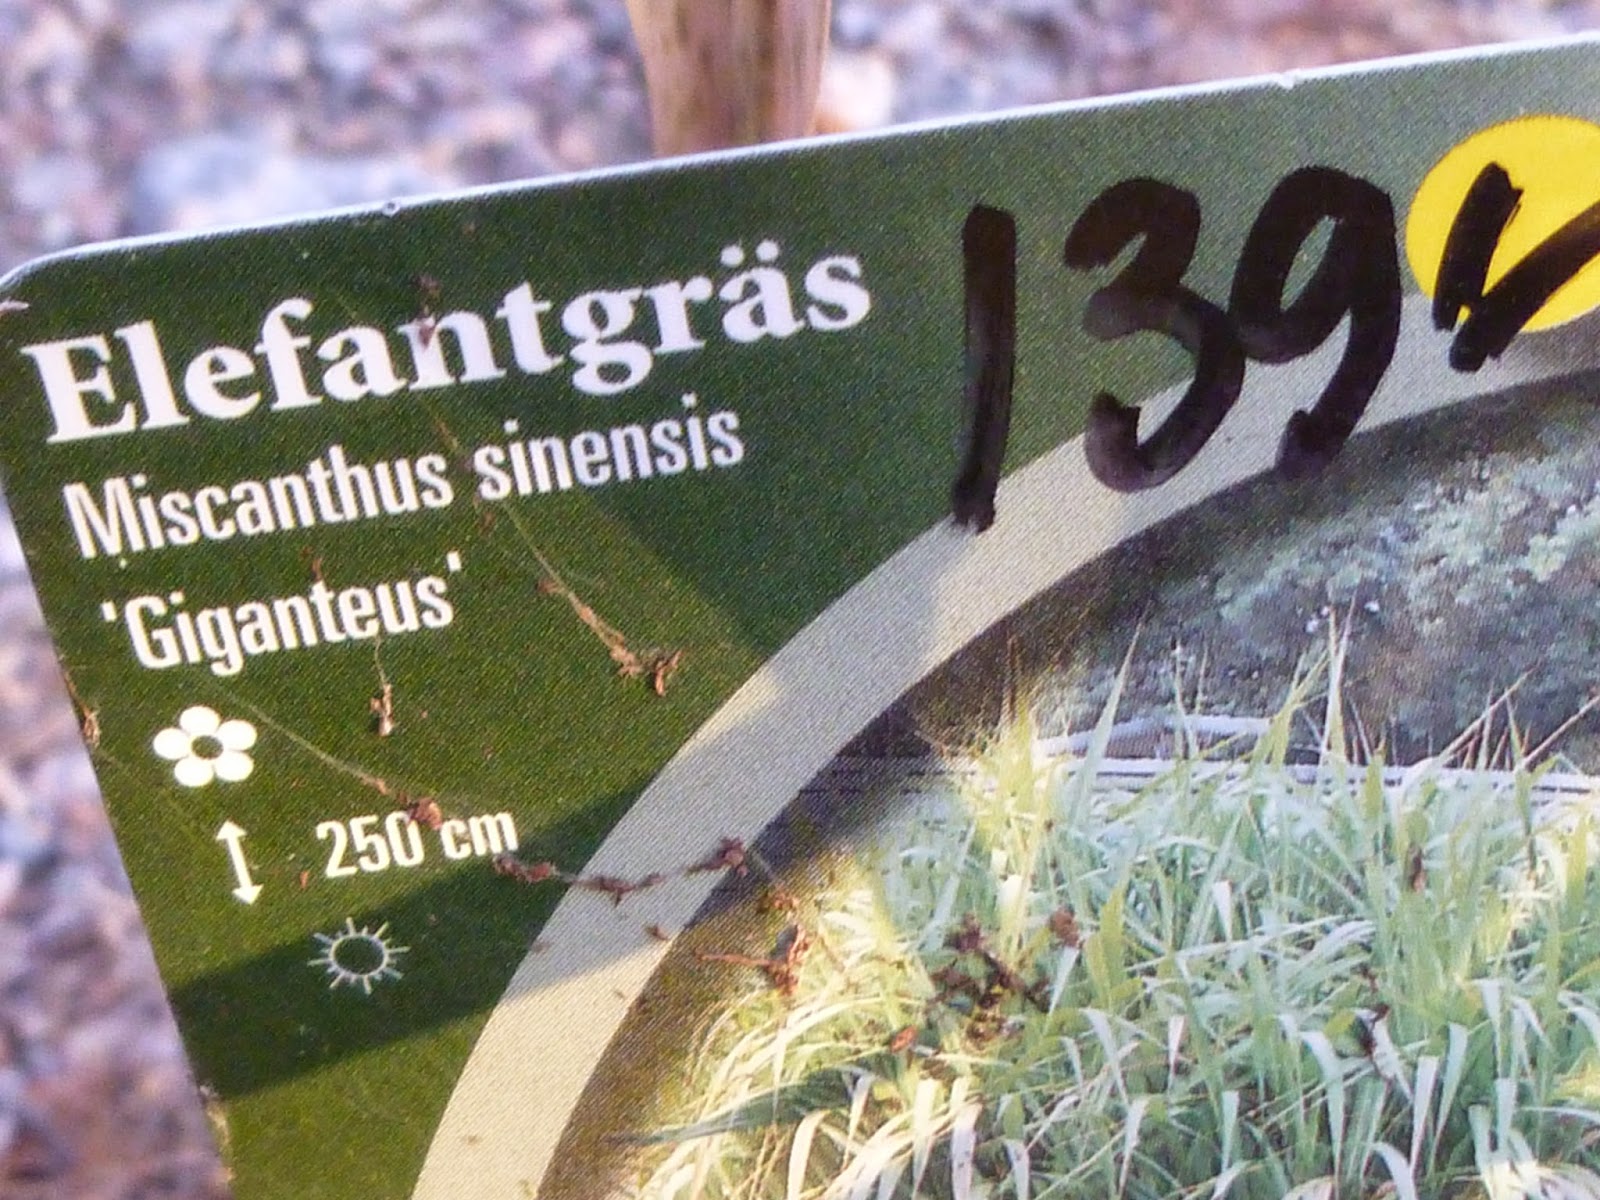 Elefantgräs
139
Miscanthus sinensis
'Giganteus'
250 cm